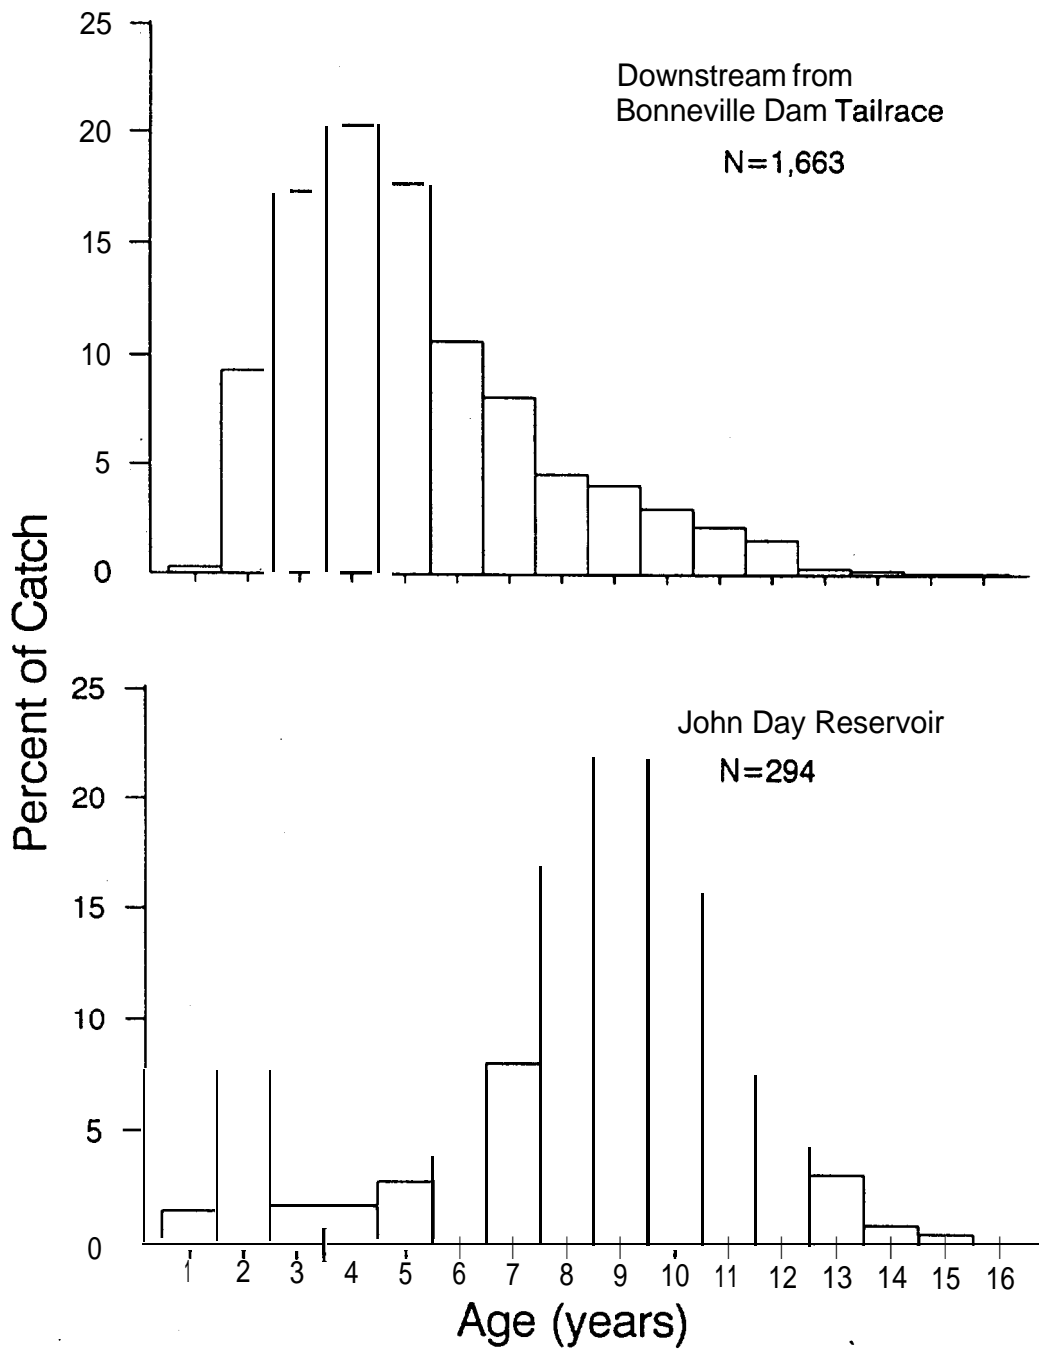 25
Downstream from
Bonneville Dam Tailrace
20
N=1,663
15
10
5
0
Percent of Catch
25
John Day Reservoir
N=294
20
15
10
5
0
1 2 3 4 5 6 7 8 9 10 11 12 13 14 15 16
Age (years)